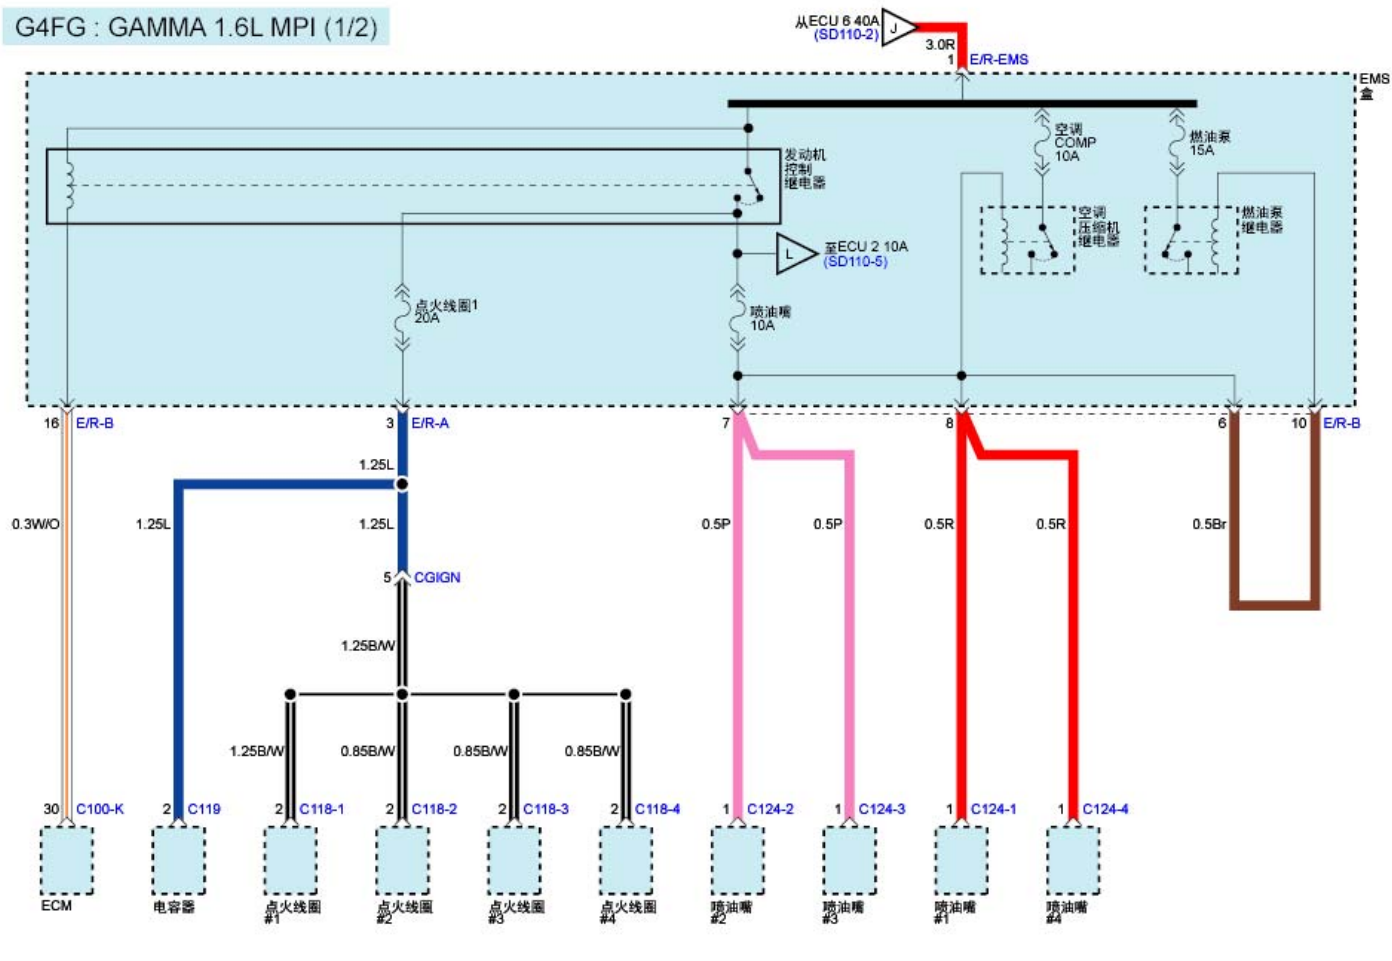 G4FG : GAMMA 1.6L MPI (1/2)
从ECU 6 40A
(SD110-2)
J
3.0R
1
E/R-EMS
EMS
盒
空调
COMP
10A
燃油泵
15A
发动机
控制
继电器
空调
压缩机
继电器
燃油泵
继电器
L
至ECU 2 10A
(SD110-5)
点火线圈1
20A
喷油嘴
10A
16 E/R-B
3 E/R-A
7
8
6
10 E/R-B
1.25L
0.3W/O
1.25L
1.25L
0.5P
0.5P
0.5R
0.5R
0.5Br
5 CGIGN
1.25B/W
1.25B/W
0.85B/W
0.85B/W
0.85B/W
30 C100-K
2 C119
2 C118-1
2 C118-2
2 C118-3
2 C118-4
1 C124-2
1 C124-3
1 C124-1
1 C124-4
ECM
电容器
点火线圈
#1
点火线圈
#2
点火线圈
#3
点火线圈
#4
喷油嘴
#2
喷油嘴
#3
喷油嘴
#1
喷油嘴
#4